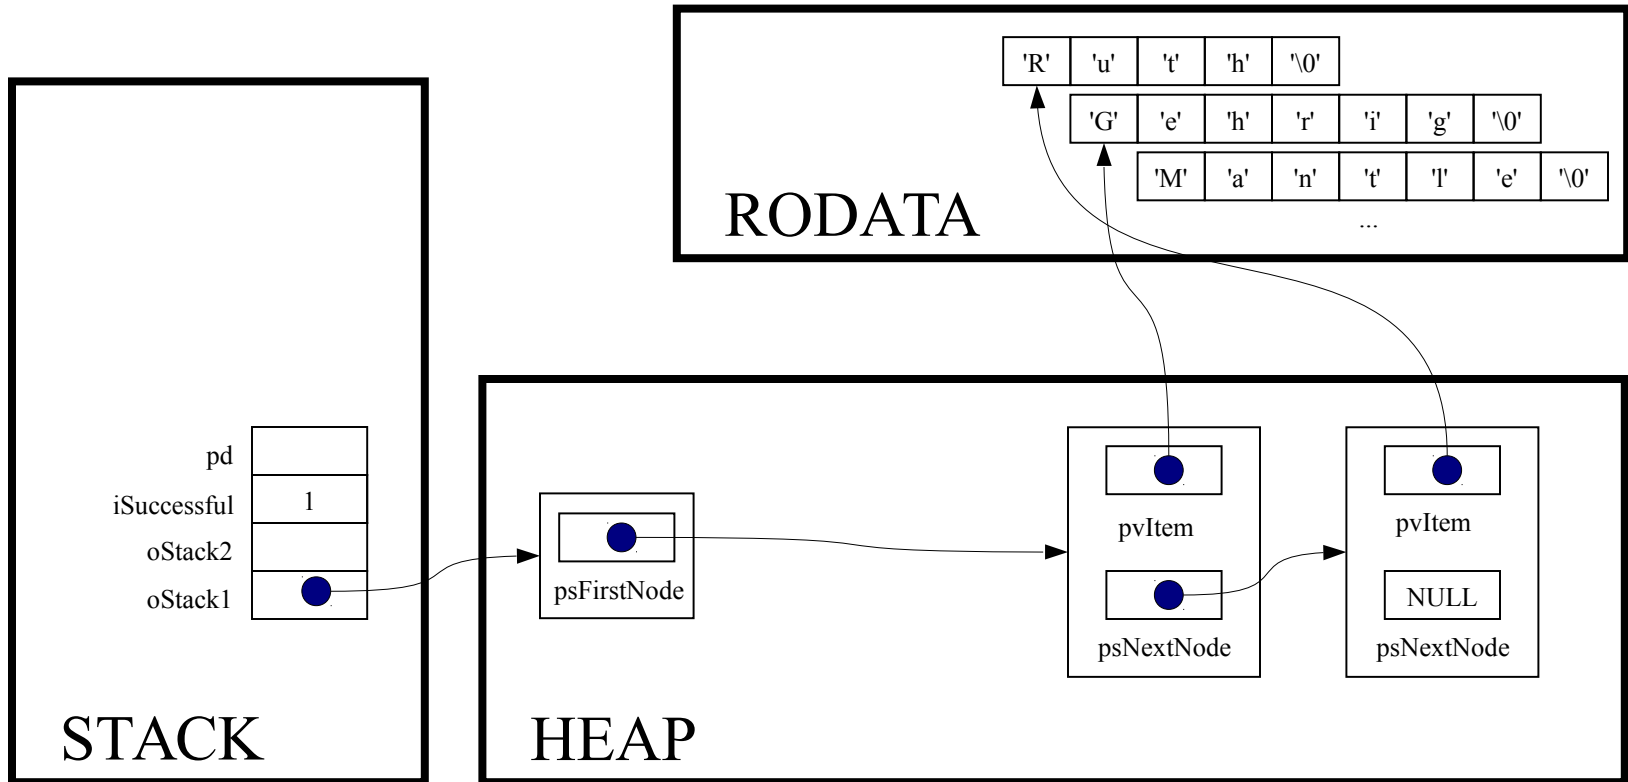 'R' 'u' 't' 'h' '\0'
'G' 'e' 'h' 'r' 'i' 'g' '\0'
'M' 'a' 'n' 't' 'l' 'e' '\0'
...
RODATA
pd
iSuccessful 1
oStack2
oStack1
STACK
psFirstNode
pvItem
psNextNode
pvItem
NULL
psNextNode
HEAP